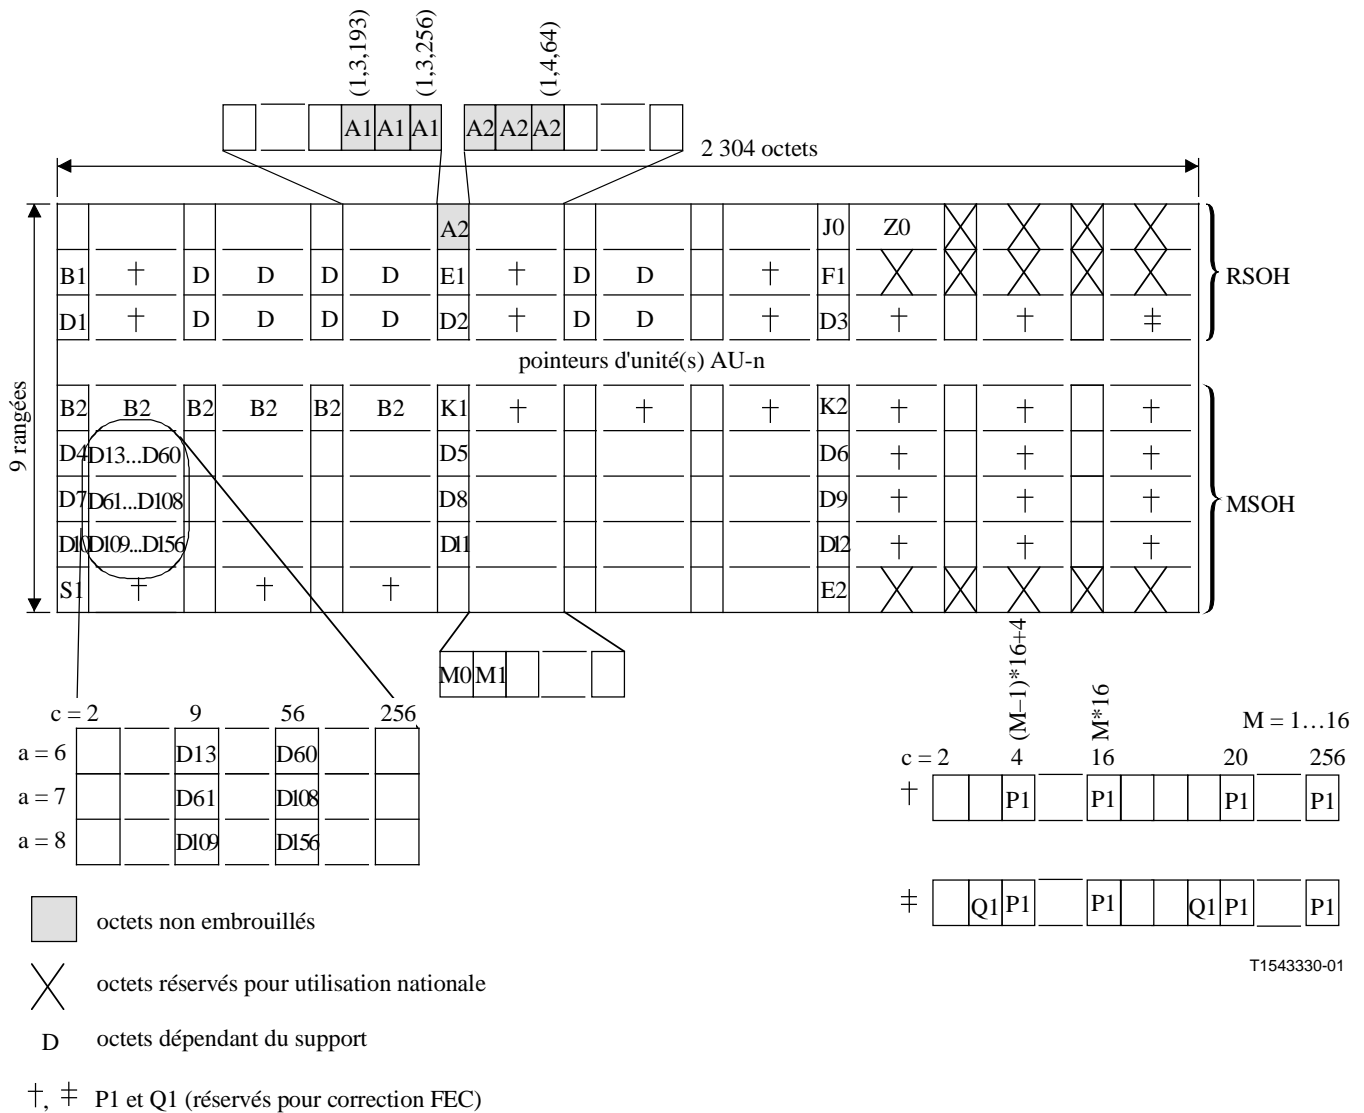 (1,3,193) (1,3,256) (1,4,64)
A1 A1 A1 A2 A2 A2
2 304 octets
A2 J0 Z0
B1 † D D D D E1 † D D † F1
D1 † D D D D D2 † D D † D3 † † ‡
RSOH
pointeurs d'unité(s) AU-n
9 rangées
B2 B2 B2 B2 B2 B2 K1 † † † K2 † † †
D4 D13...D60 D5 D6 † † †
D7 D61...D108 D8 D9 † † †
D10 D109...D156 D11 D12 † † †
S1 † † † E2
MSOH
M0 M1
(M–1)*16+4 M*16
c = 2 9 56 256
a = 6 D13 D60
a = 7 D61 D108
a = 8 D109 D156
M = 1…16
c = 2 4 16 20 256
† P1 P1 P1 P1
‡ Q1 P1 P1 Q1 P1 P1
T1543330-01
octets non embrouillés
octets réservés pour utilisation nationale
D octets dépendant du support
†, ‡ P1 et Q1 (réservés pour correction FEC)